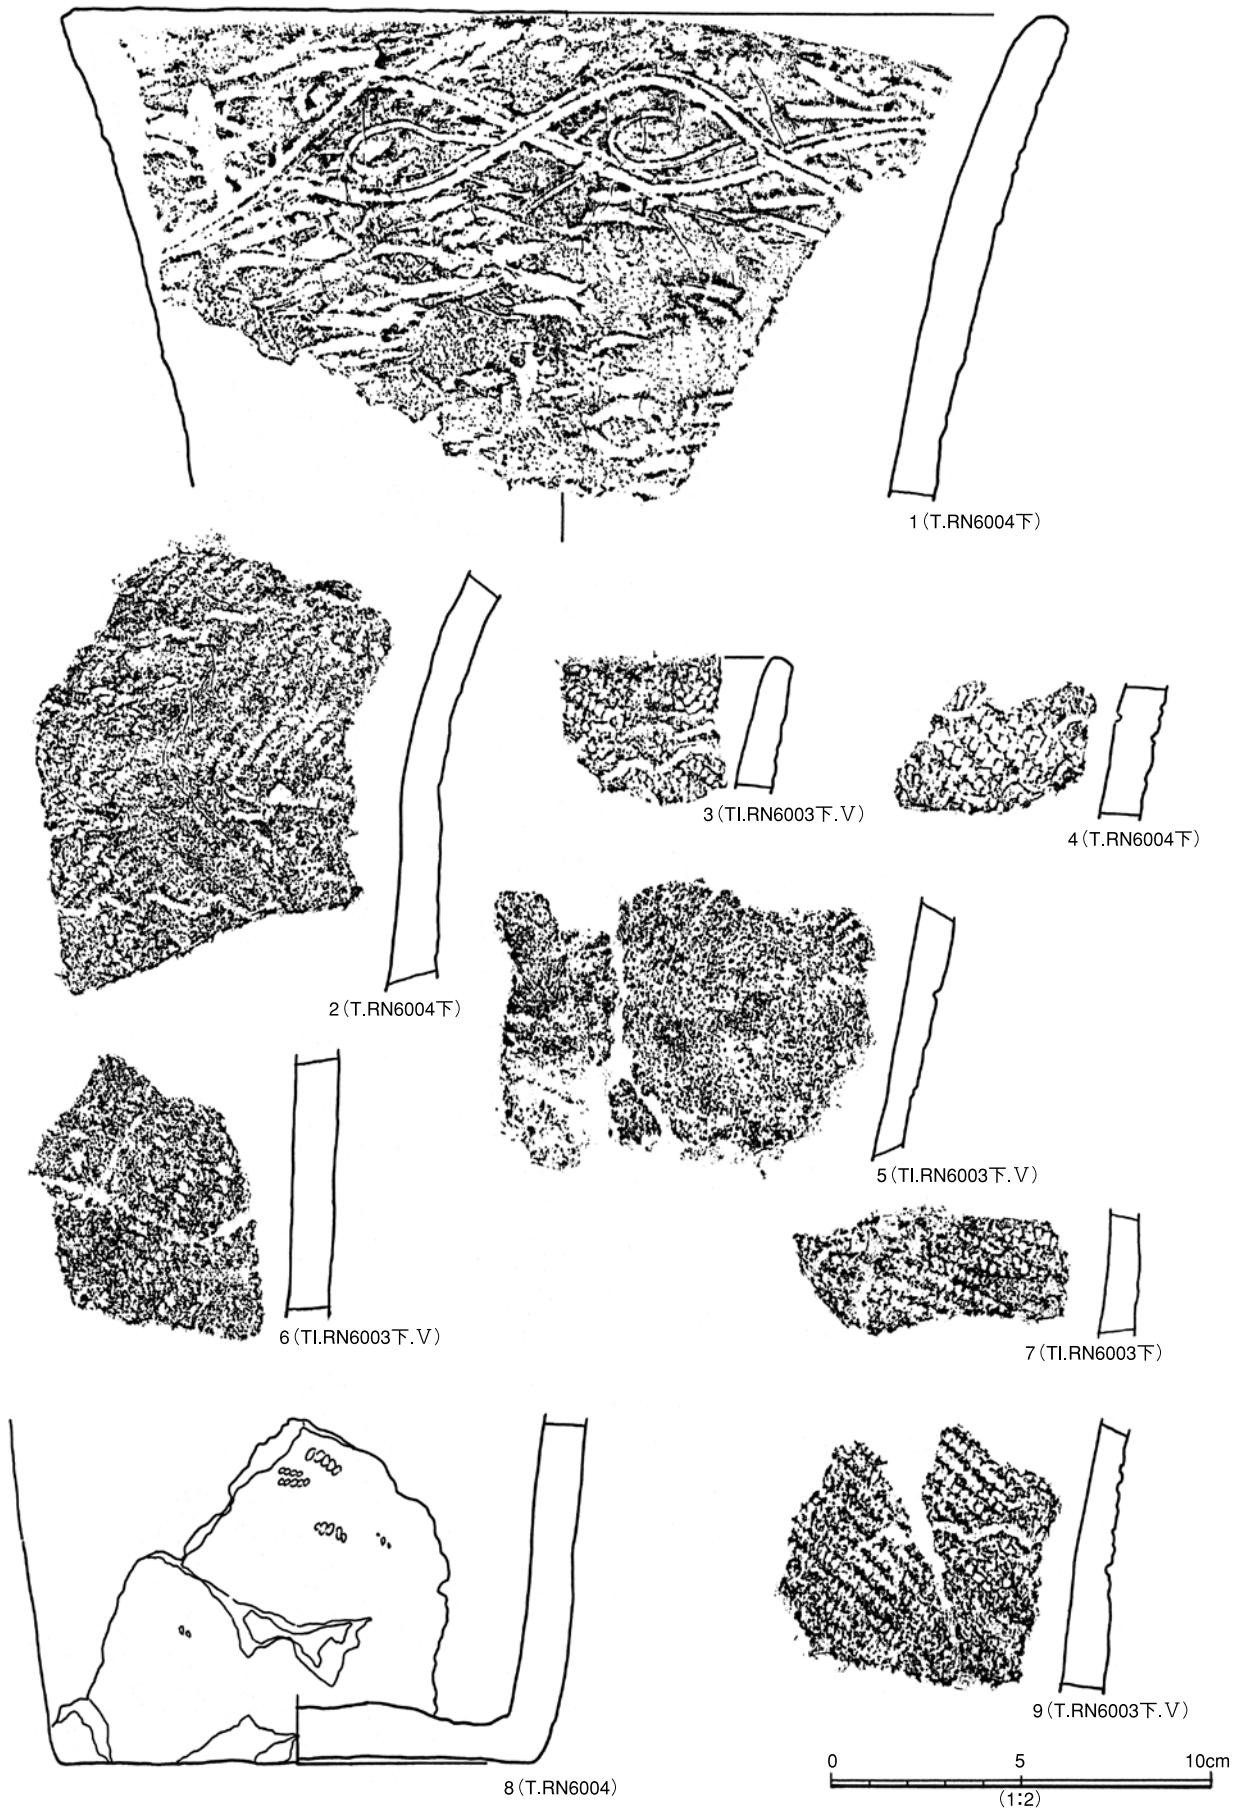 1（T.RN6004下）
2（T.RN6004下）
3（TI.RN6003下.Ⅴ）
4（T.RN6004下）
5（TI.RN6003下.Ⅴ）
6（TI.RN6003下.Ⅴ）
7（TI.RN6003下）
8（T.RN6004）
9（T.RN6003下.Ⅴ）
0 5 10cm
（1:2）